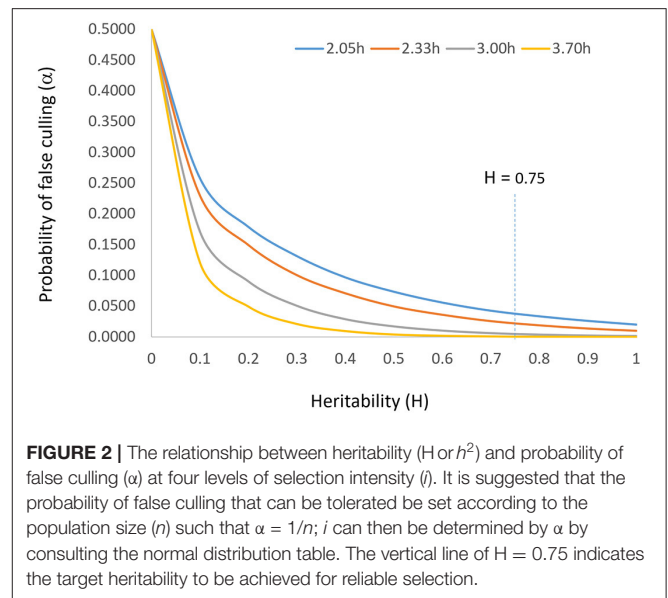 0.5000
2.05h 2.33h 3.00h 3.70h
0.4500
0.4000
0.3500
0.3000
0.2500
0.2000
0.1500
0.1000
0.0500
0.0000
Probability of false culling (α)
H = 0.75
0 0.1 0.2 0.3 0.4 0.5 0.6 0.7 0.8 0.9 1
Heritability (H)
FIGURE 2 | The relationship between heritability (H or h²) and probability of
false culling (α) at four levels of selection intensity (i). It is suggested that the
probability of false culling that can be tolerated be set according to the
population size (n) such that α = 1/n; i can then be determined by α by
consulting the normal distribution table. The vertical line of H = 0.75 indicates
the target heritability to be achieved for reliable selection.